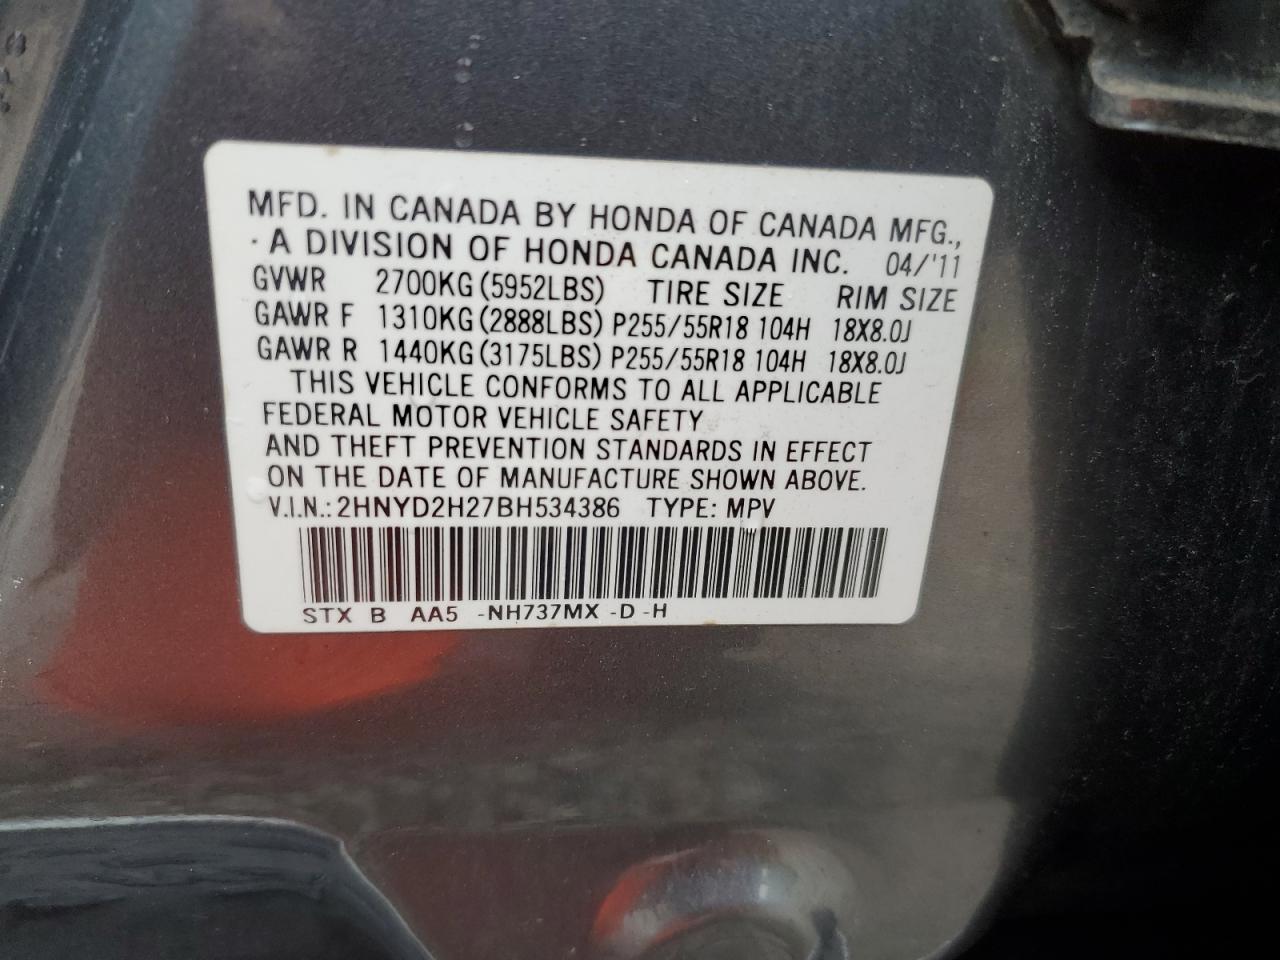 MFD. IN CANADA BY HONDA OF CANADA MFG.,
· A DIVISION OF HONDA CANADA INC. 04/'11
GVWR 2700KG (5952LBS) TIRE SIZE RIM SIZE
GAWR F 1310KG (2888LBS) P255/55R18 104H 18X8.0J
GAWR R 1440KG (3175LBS) P255/55R18 104H 18X8.0J
THIS VEHICLE CONFORMS TO ALL APPLICABLE
FEDERAL MOTOR VEHICLE SAFETY
AND THEFT PREVENTION STANDARDS IN EFFECT
ON THE DATE OF MANUFACTURE SHOWN ABOVE.
V.I.N.: 2HNYD2H27BH534386 TYPE: MPV
STX B AA5 -NH737MX -D -H